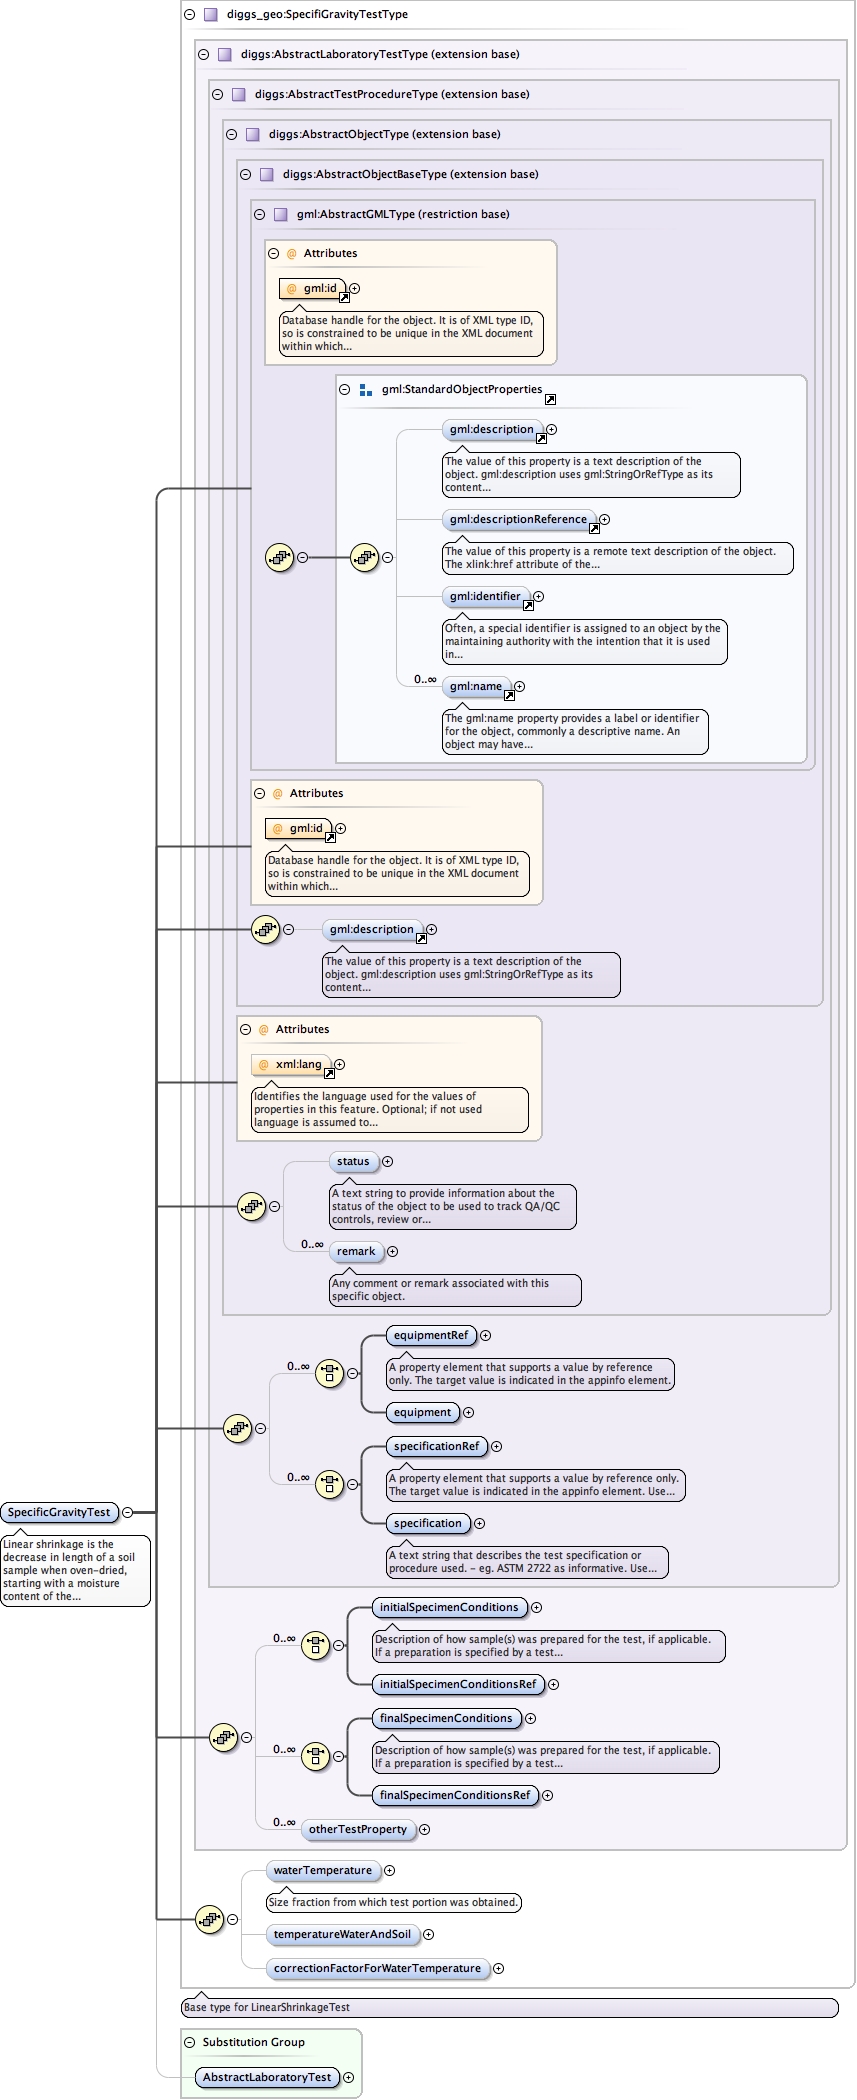 diggs_geo:SpecifiGravityTestType
diggs:AbstractLaboratoryTestType (extension base)
diggs:AbstractTestProcedureType (extension base)
diggs:AbstractObjectType (extension base)
diggs:AbstractObjectBaseType (extension base)
gml:AbstractGMLType (restriction base)
@ Attributes
@ gml:id
Database handle for the object. It is of XML type ID,
so is constrained to be unique in the XML document
within which...
gml:StandardObjectProperties
gml:description
The value of this property is a text description of the
object. gml:description uses gml:StringOrRefType as its
content...
gml:descriptionReference
The value of this property is a remote text description of the object.
The xlink:href attribute of the...
gml:identifier
Often, a special identifier is assigned to an object by the
maintaining authority with the intention that it is used
in...
0..∞
gml:name
The gml:name property provides a label or identifier
for the object, commonly a descriptive name. An
object may have...
@ Attributes
@ gml:id
Database handle for the object. It is of XML type ID,
so is constrained to be unique in the XML document
within which...
gml:description
The value of this property is a text description of the
object. gml:description uses gml:StringOrRefType as its
content...
@ Attributes
@ xml:lang
Identifies the language used for the values of
properties in this feature. Optional; if not used
language is assumed to...
status
A text string to provide information about the
status of the object to be used to track QA/QC
controls, review or...
0..∞
remark
Any comment or remark associated with this
specific object.
equipmentRef
0..∞
A property element that supports a value by reference
only. The target value is indicated in the appinfo element.
equipment
specificationRef
0..∞
A property element that supports a value by reference only.
The target value is indicated in the appinfo element. Use...
specification
A text string that describes the test specification or
procedure used. - eg. ASTM 2722 as informative. Use...
SpecificGravityTest
Linear shrinkage is the
decrease in length of a soil
sample when oven-dried,
starting with a moisture
content of the...
initialSpecimenConditions
0..∞
Description of how sample(s) was prepared for the test, if applicable.
If a preparation is specified by a test...
initialSpecimenConditionsRef
finalSpecimenConditions
0..∞
Description of how sample(s) was prepared for the test, if applicable.
If a preparation is specified by a test...
finalSpecimenConditionsRef
0..∞
otherTestProperty
waterTemperature
Size fraction from which test portion was obtained.
temperatureWaterAndSoil
correctionFactorForWaterTemperature
Base type for LinearShrinkageTest
Substitution Group
AbstractLaboratoryTest